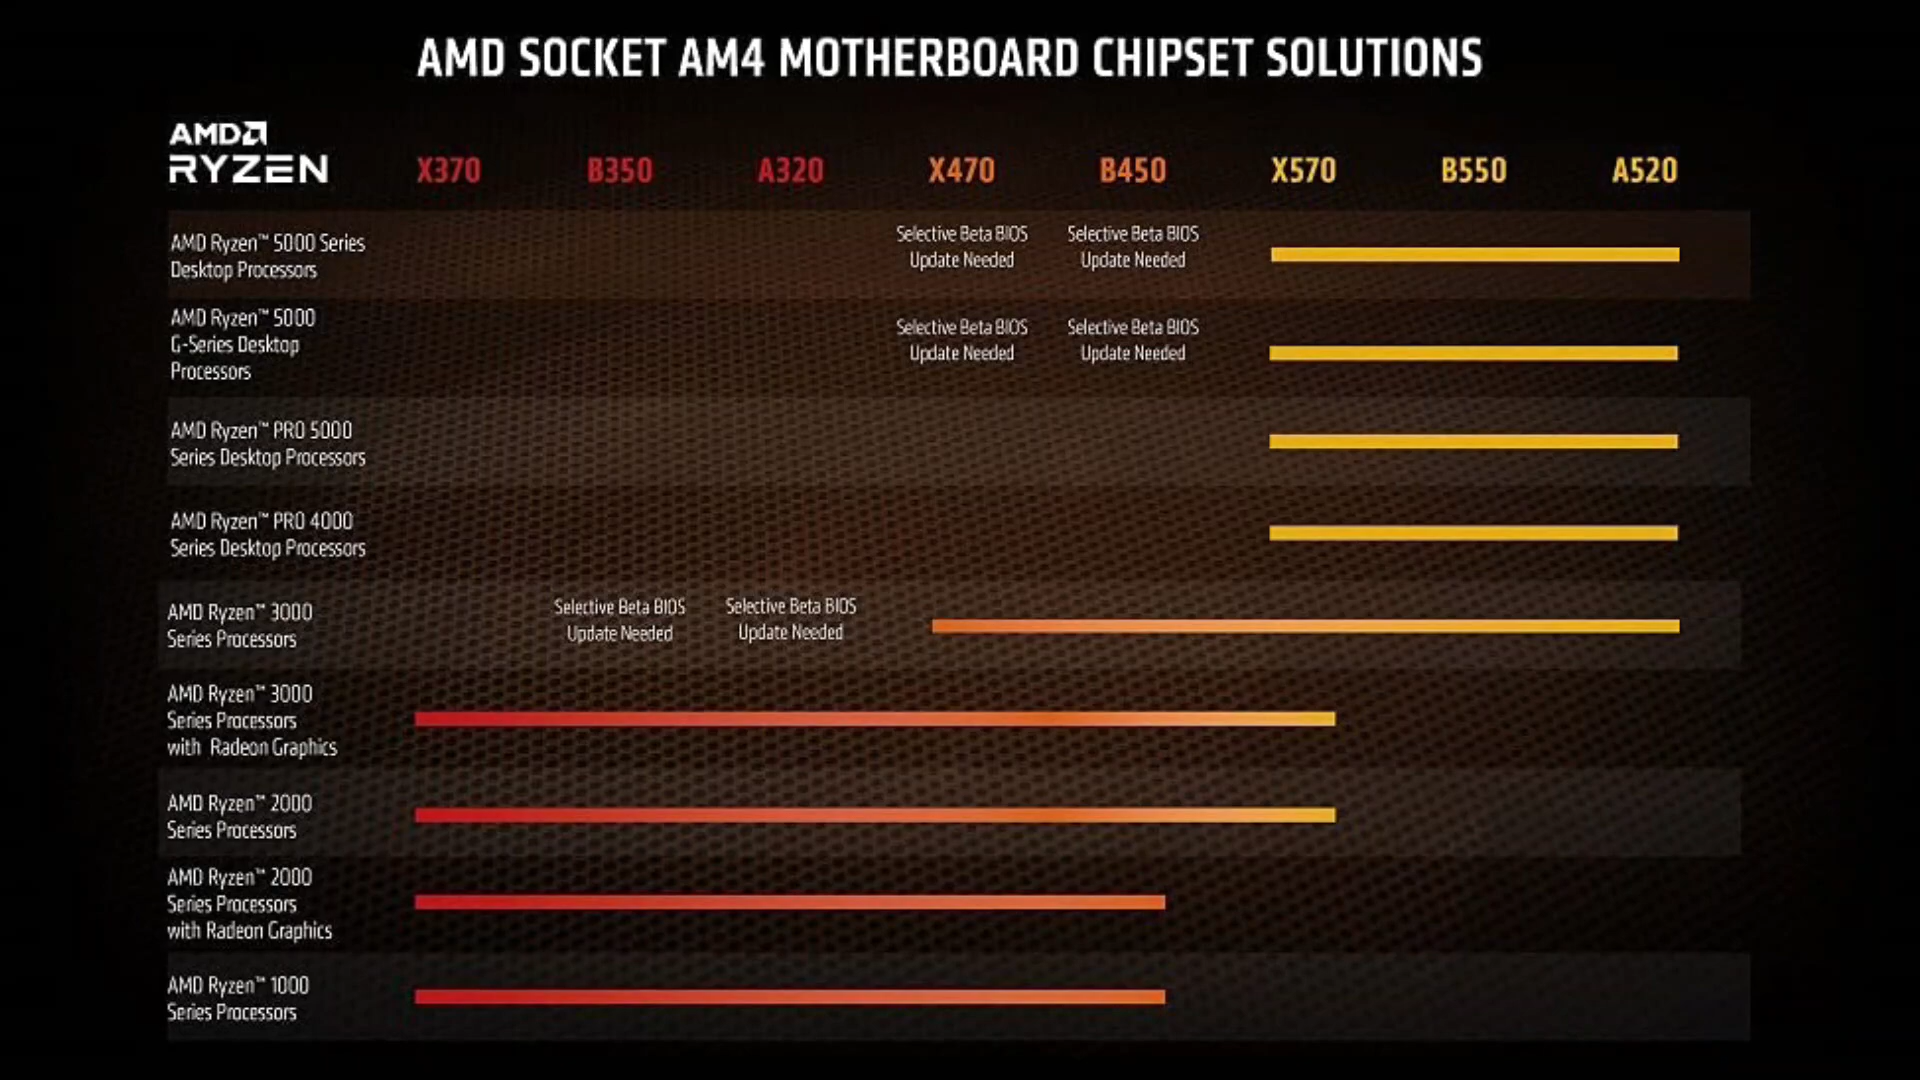 AMD SOCKET AM4 MOTHERBOARD CHIPSET SOLUTIONS
AMD
RYZEN
X370 B350 A320 X470 B450 X570 B550 A520
AMD Ryzen™ 5000 Series
Desktop Processors
Selective Beta BIOS
Update Needed
Selective Beta BIOS
Update Needed
AMD Ryzen™ 5000
G-Series Desktop
Processors
Selective Beta BIOS
Update Needed
Selective Beta BIOS
Update Needed
AMD Ryzen™ PRO 5000
Series Desktop Processors
AMD Ryzen™ PRO 4000
Series Desktop Processors
AMD Ryzen™ 3000
Series Processors
Selective Beta BIOS
Update Needed
Selective Beta BIOS
Update Needed
AMD Ryzen™ 3000
Series Processors
with Radeon Graphics
AMD Ryzen™ 2000
Series Processors
AMD Ryzen™ 2000
Series Processors
with Radeon Graphics
AMD Ryzen™ 1000
Series Processors